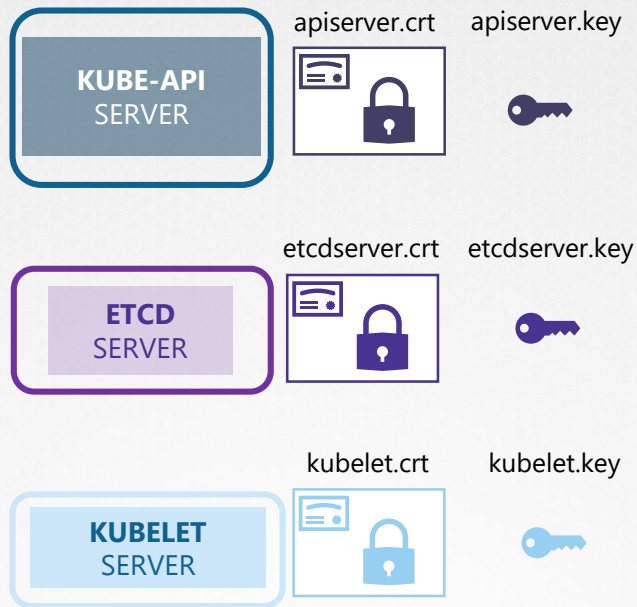 apiserver.crt apiserver.key
KUBE-API
SERVER
etcdserver.crt etcdserver.key
ETCD
SERVER
kubelet.crt kubelet.key
KUBELET
SERVER